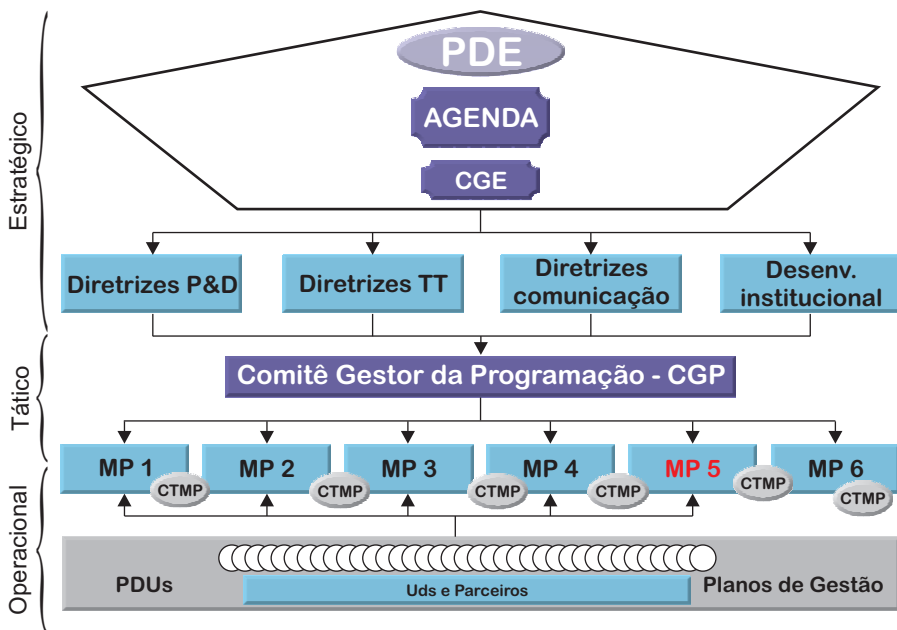 Estratégico
PDE
AGENDA
CGE
Diretrizes P&D
Diretrizes TT
Diretrizes
comunicação
Desenv.
institucional
Tático
Comitê Gestor da Programação - CGP
MP 1
MP 2
MP 3
MP 4
MP 5
MP 6
CTMP
CTMP
CTMP
CTMP
CTMP
CTMP
Operacional
PDUs
Uds e Parceiros
Planos de Gestão